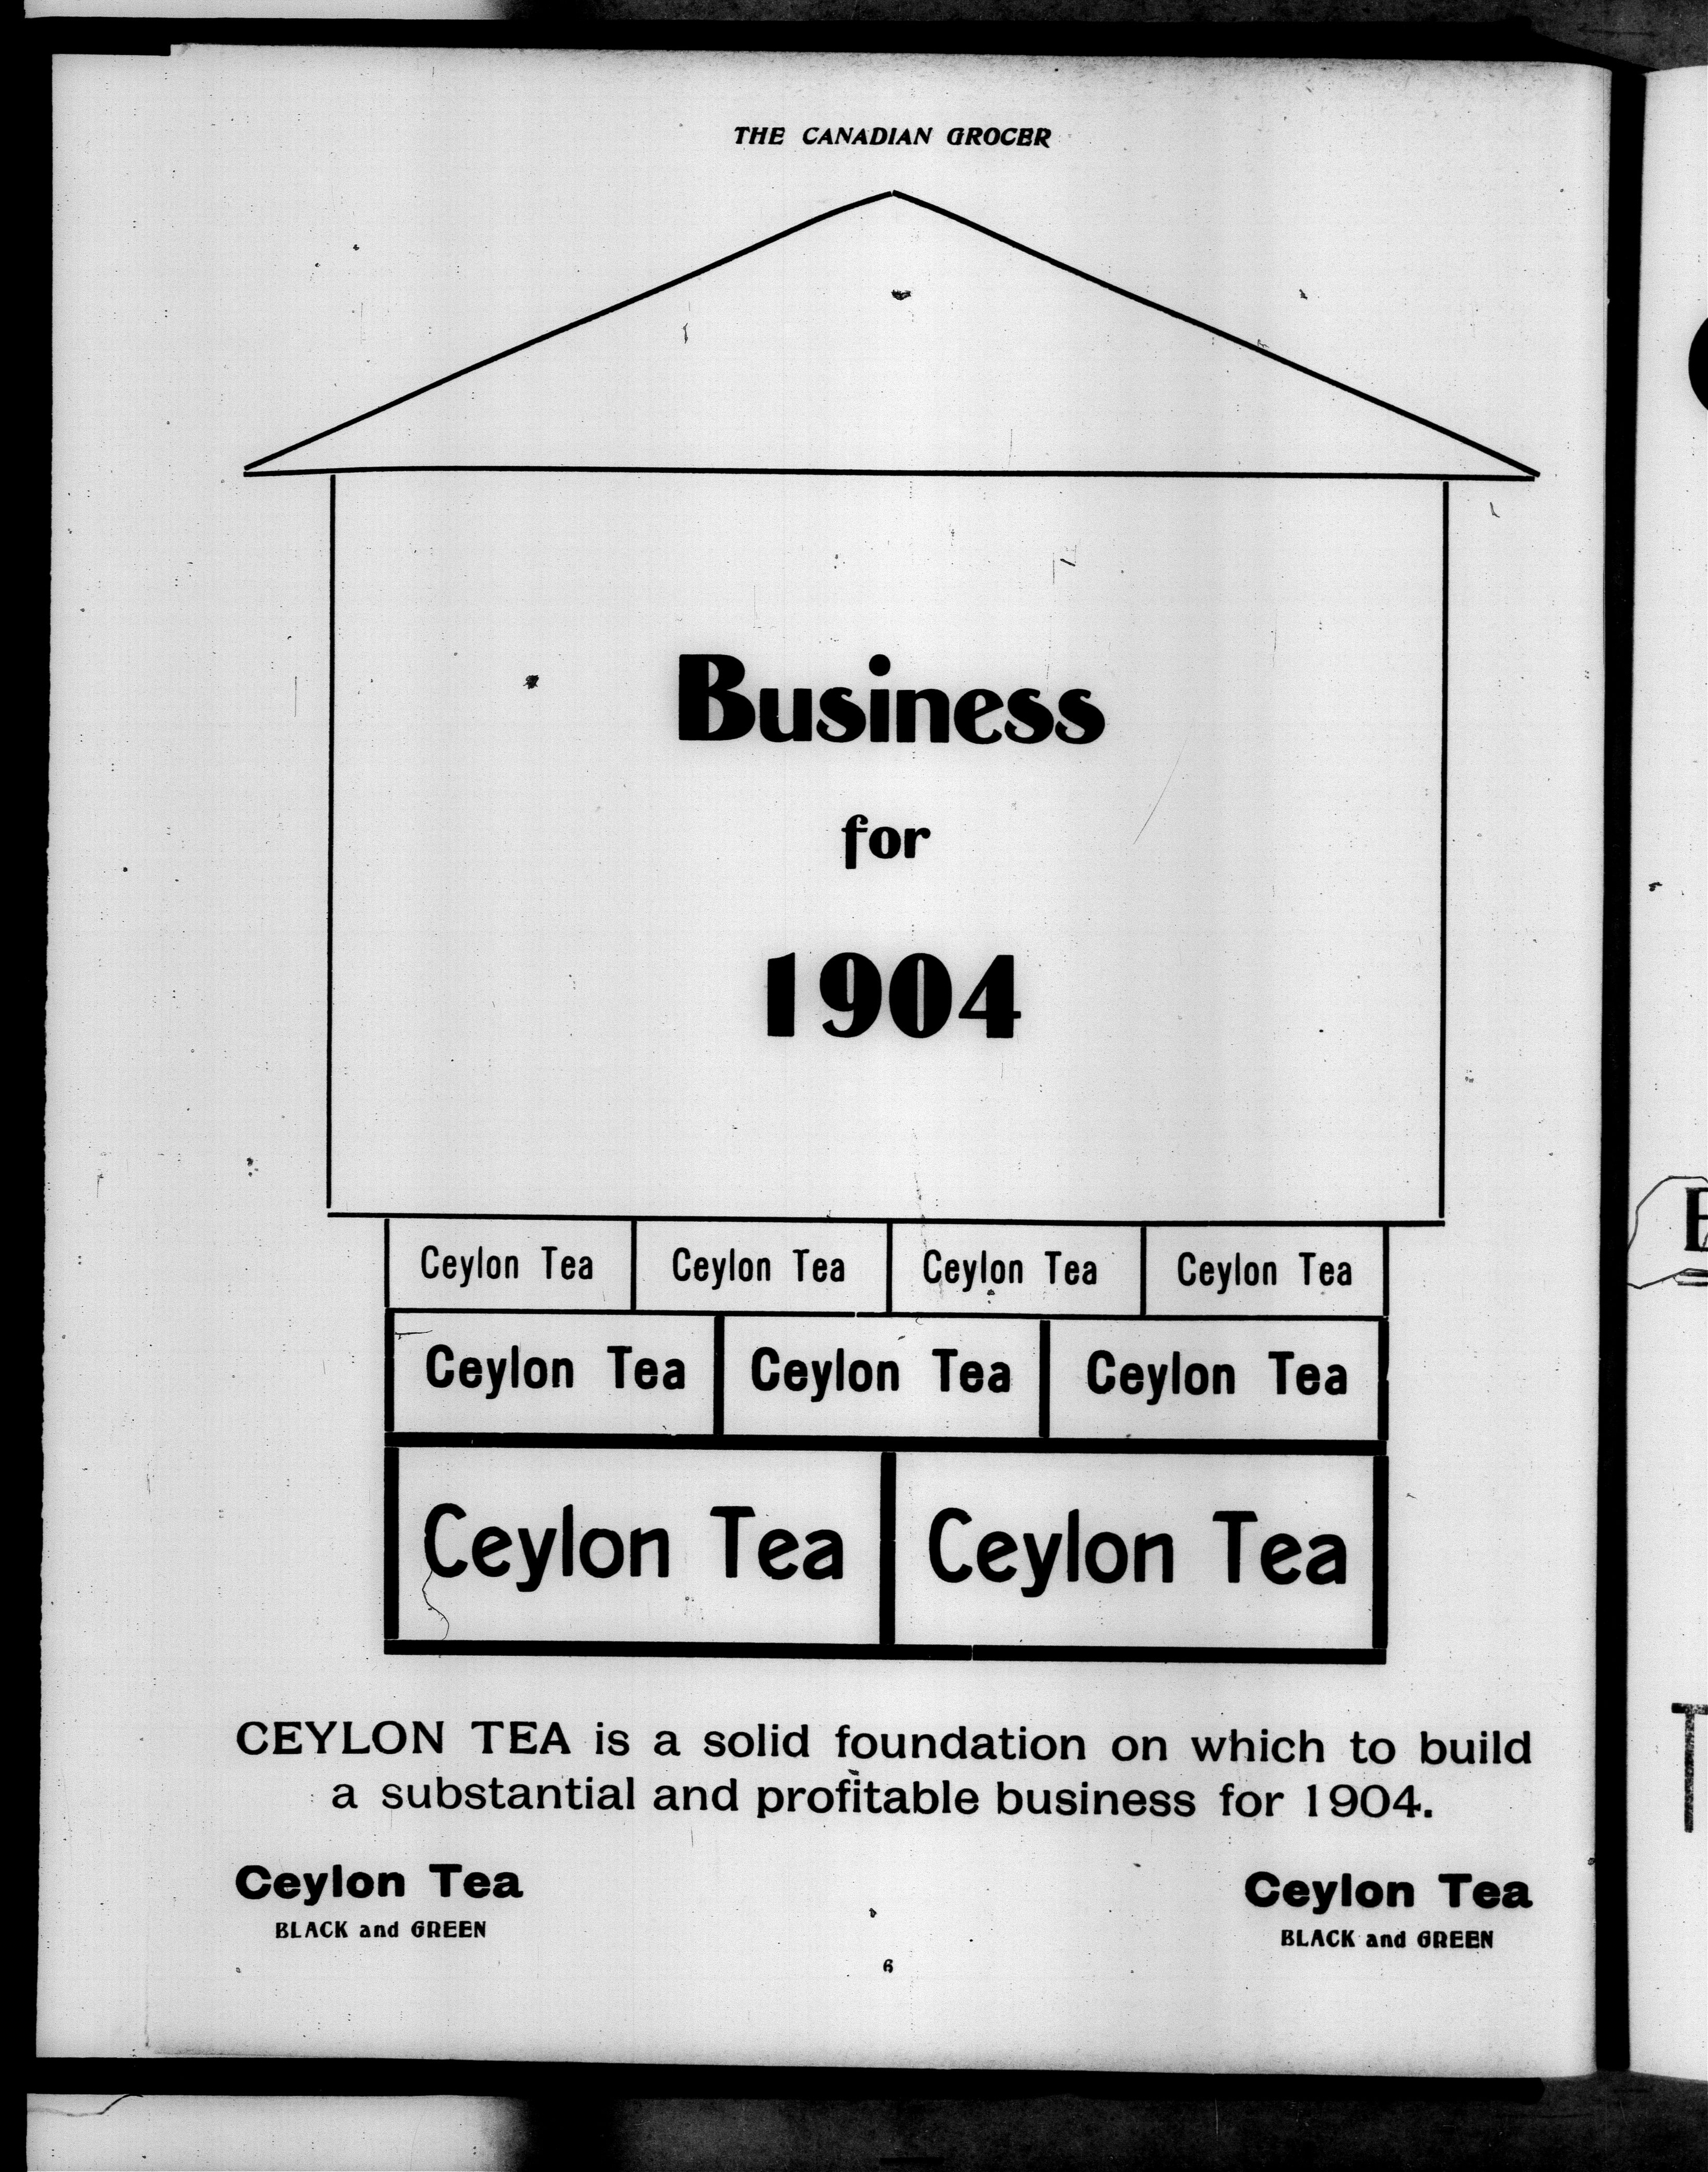 THE CANADIAN GROCER
Business
for
1904
Ceylon Tea Ceylon Tea Ceylon Tea Ceylon Tea
Ceylon Tea Ceylon Tea Ceylon Tea
Ceylon Tea Ceylon Tea
CEYLON TEA is a solid foundation on which to build
a substantial and profitable business for 1904.
Ceylon Tea Ceylon Tea
BLACK and GREEN BLACK and GREEN
6